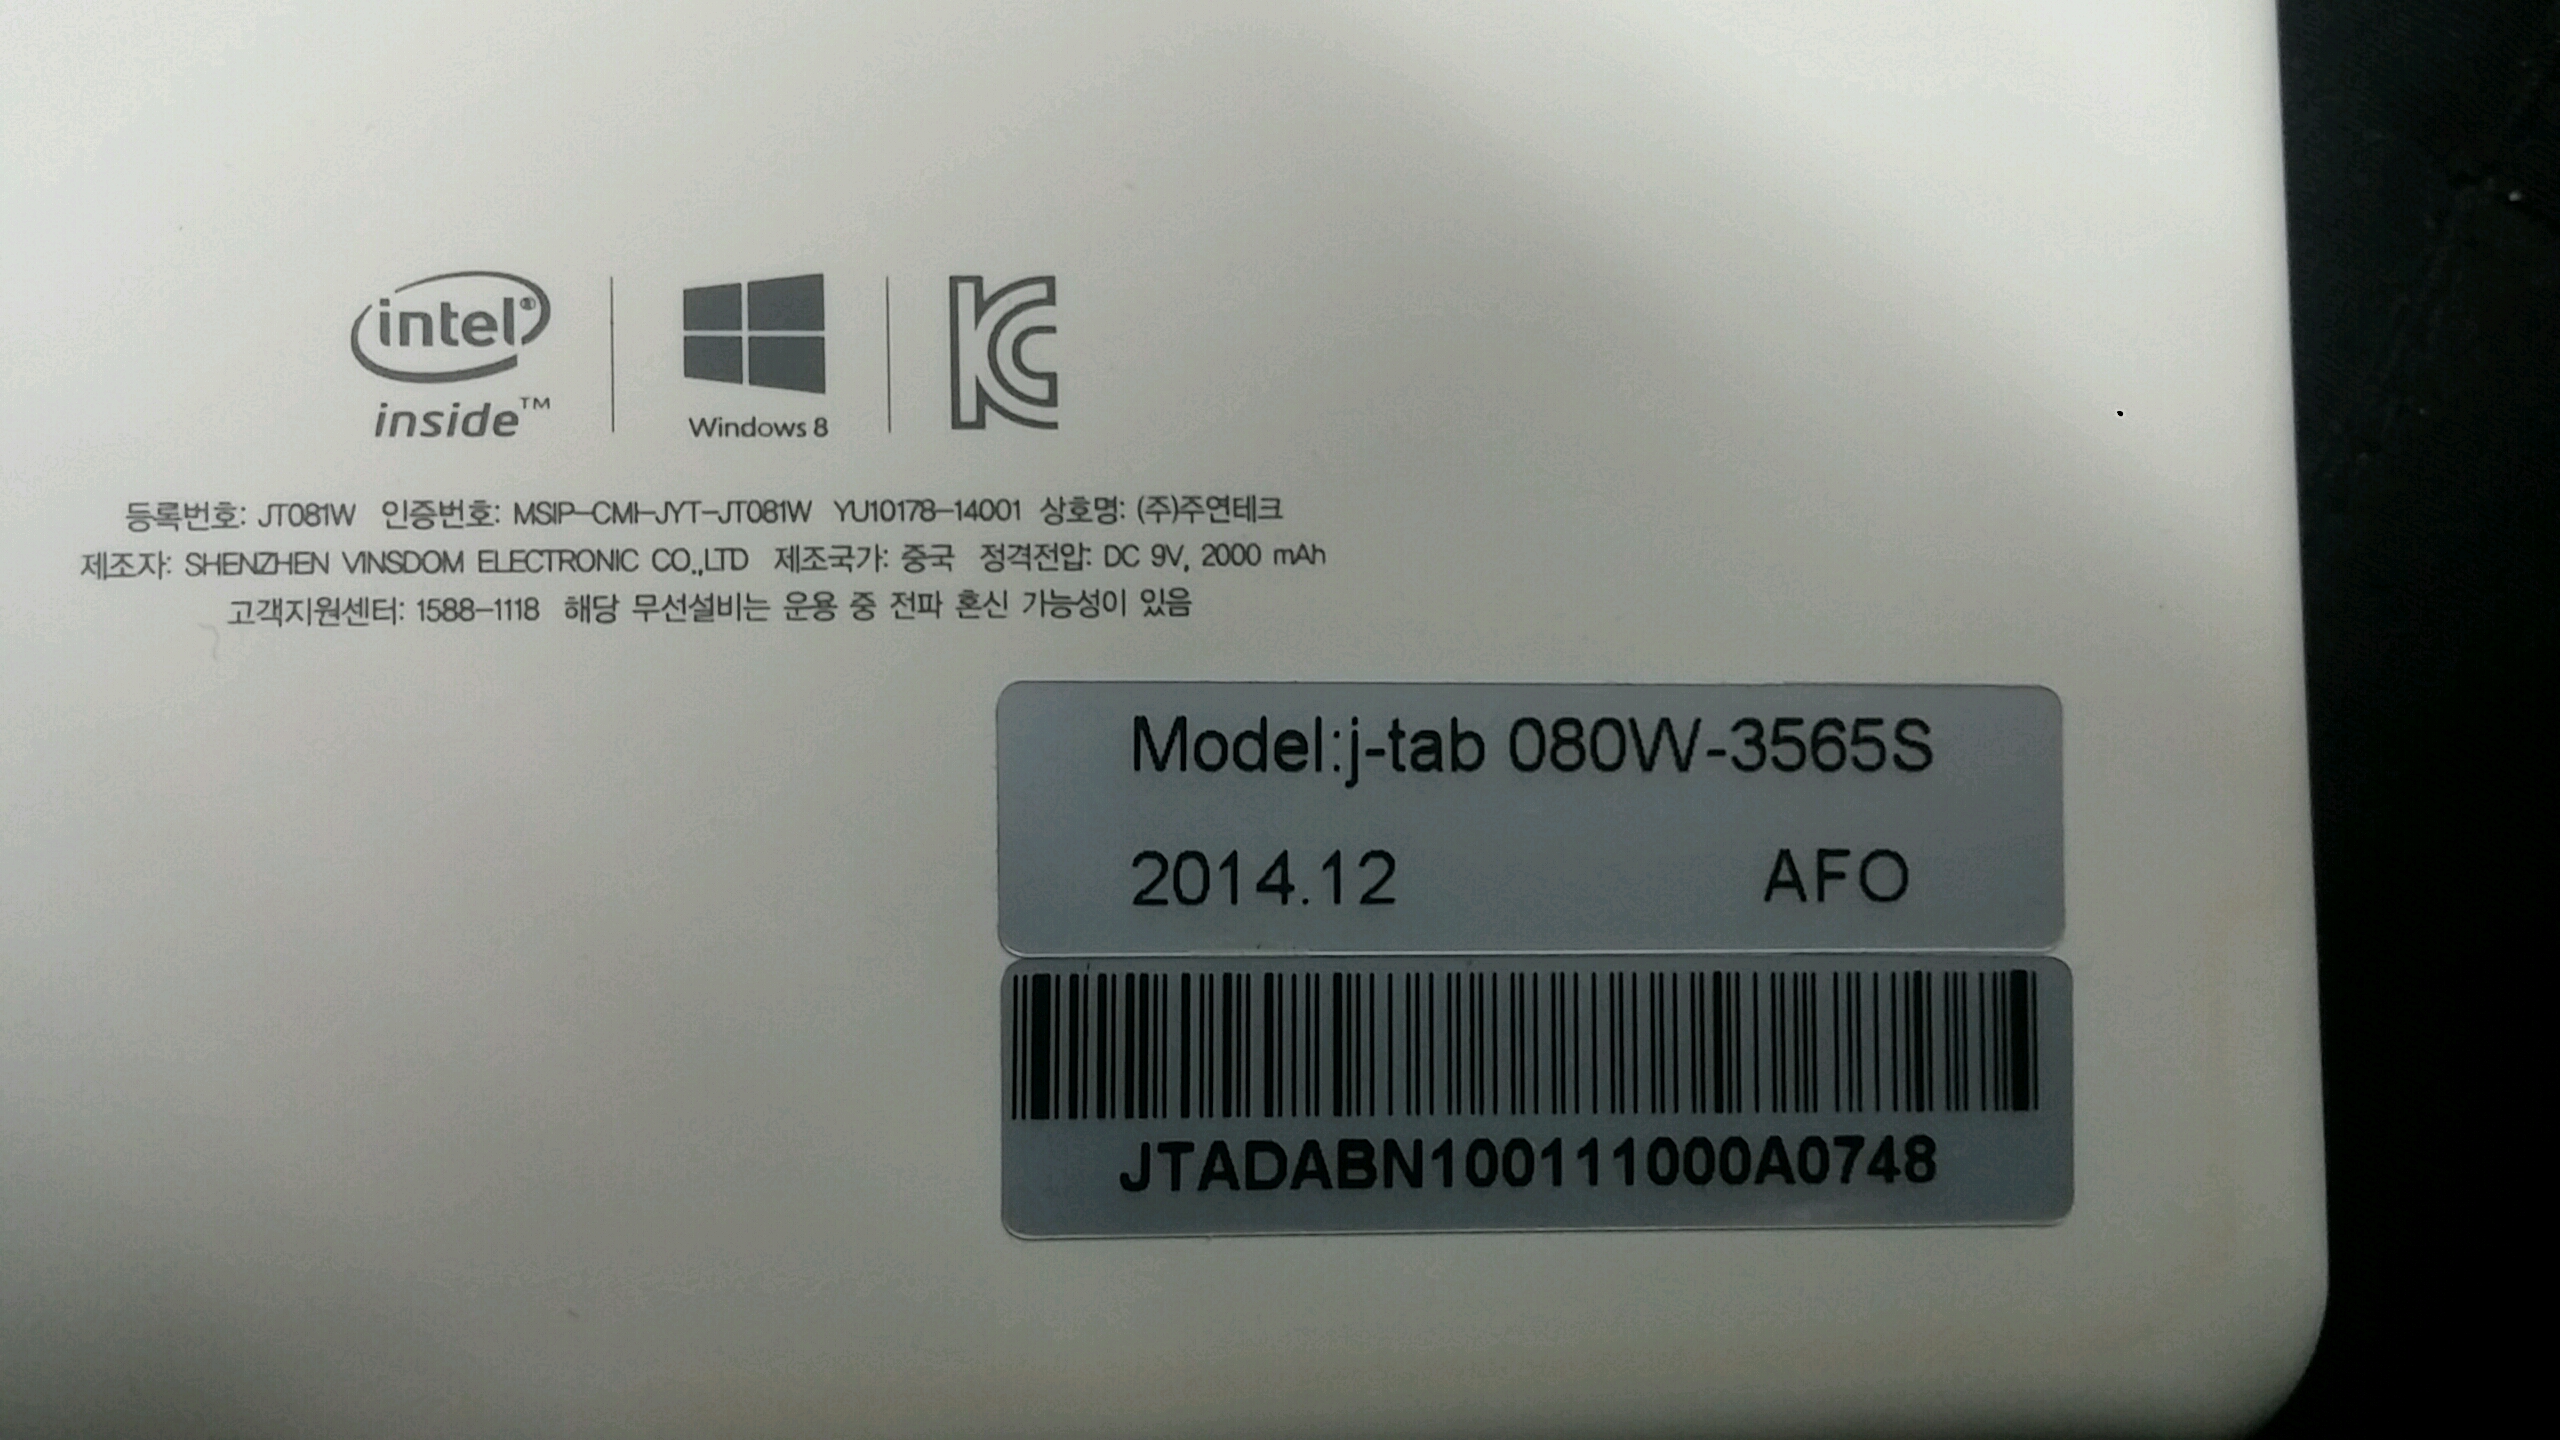 intel® inside™
Windows 8
등록번호: JT081W 인증번호: MSIP-CMI-JYT-JT081W YU10178-14001 상호명: (주)주연테크
제조자: SHENZHEN VINSDOM ELECTRONIC CO.,LTD 제조국가: 중국 정격전압: DC 9V, 2000 mAh
고객지원센터: 1588-1118 해당 무선설비는 운용 중 전파 혼신 가능성이 있음
Model:j-tab 080W-3565S
2014.12 AFO
JTADABN100111000A0748